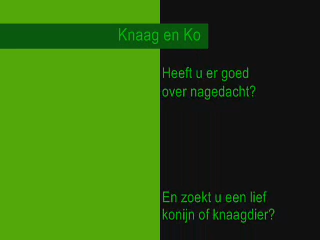 Knaag en Ko
Heeft u er goed
over nagedacht?
En zoekt u een lief
konijn of knaagdier?